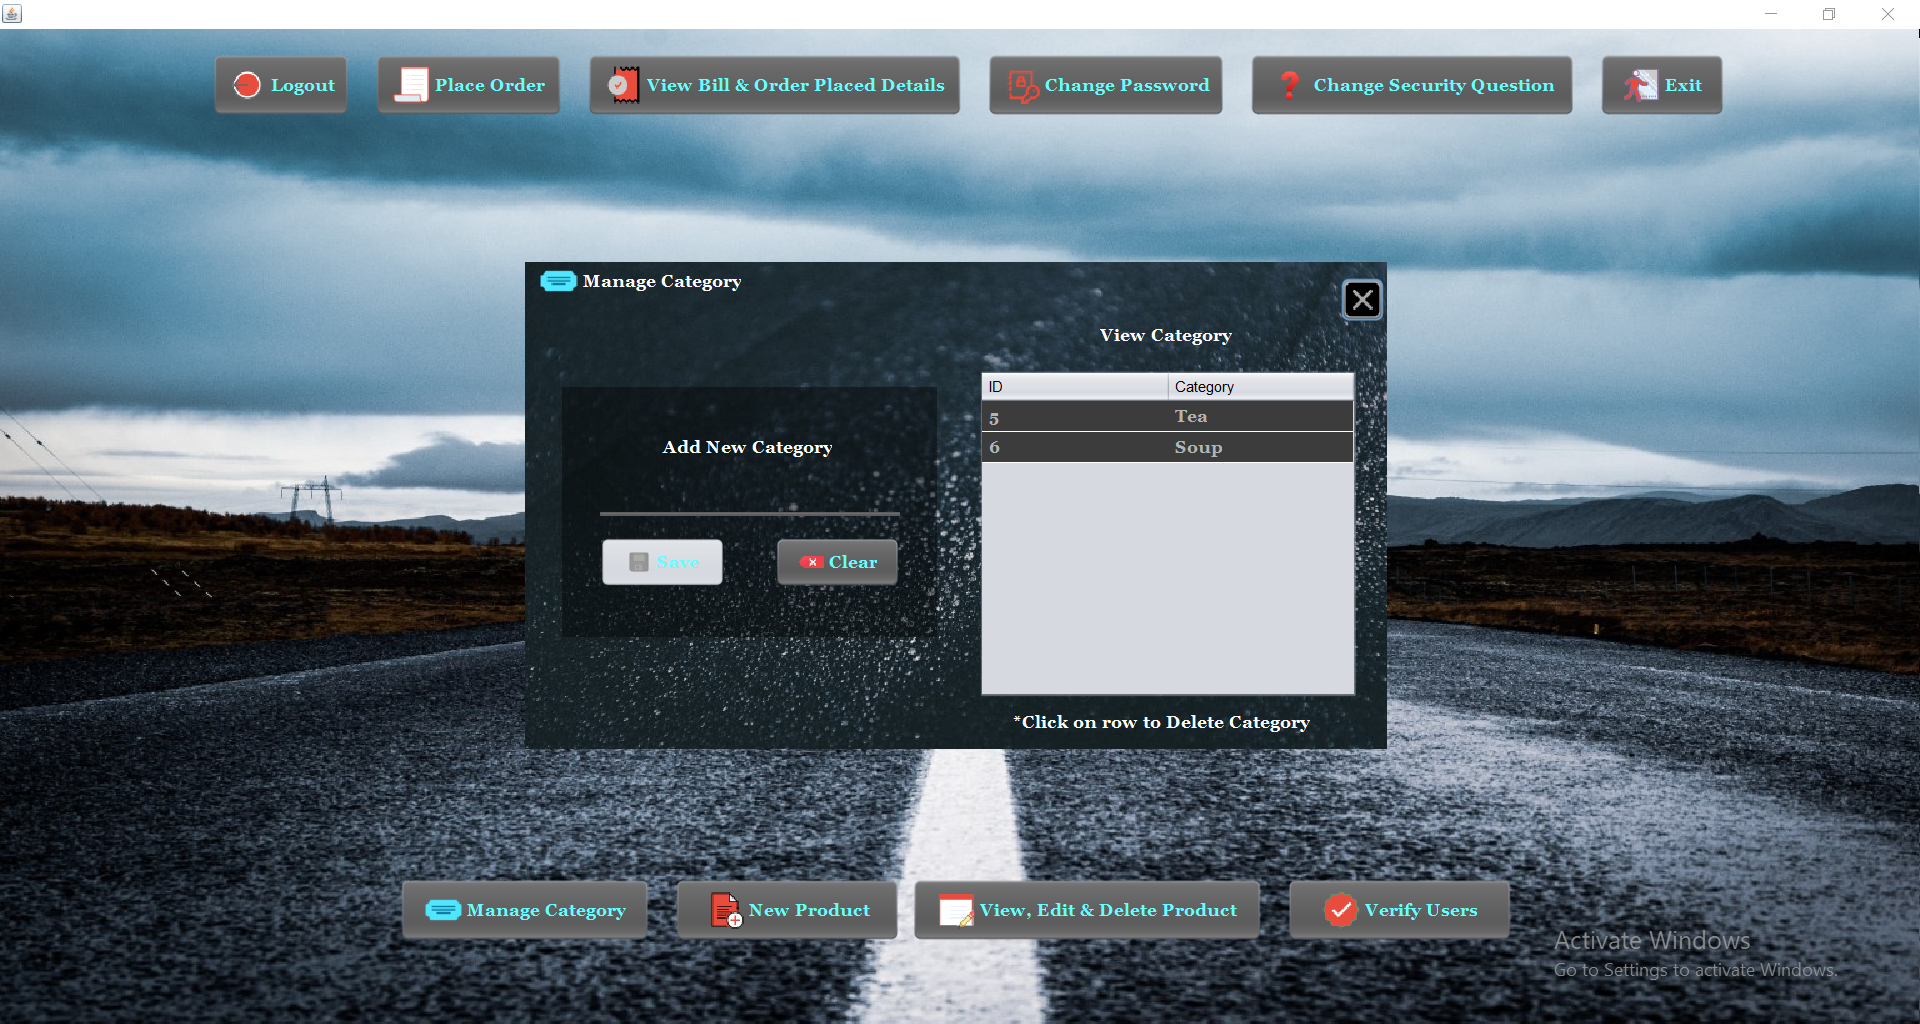 Logout
Place Order
View Bill & Order Placed Details
Change Password
Change Security Question
Exit
Manage Category
View Category
ID Category
5 Tea
6 Soup
Add New Category
Save
Clear
*Click on row to Delete Category
Manage Category
New Product
View, Edit & Delete Product
Verify Users
Activate Windows
Go to Settings to activate Windows.